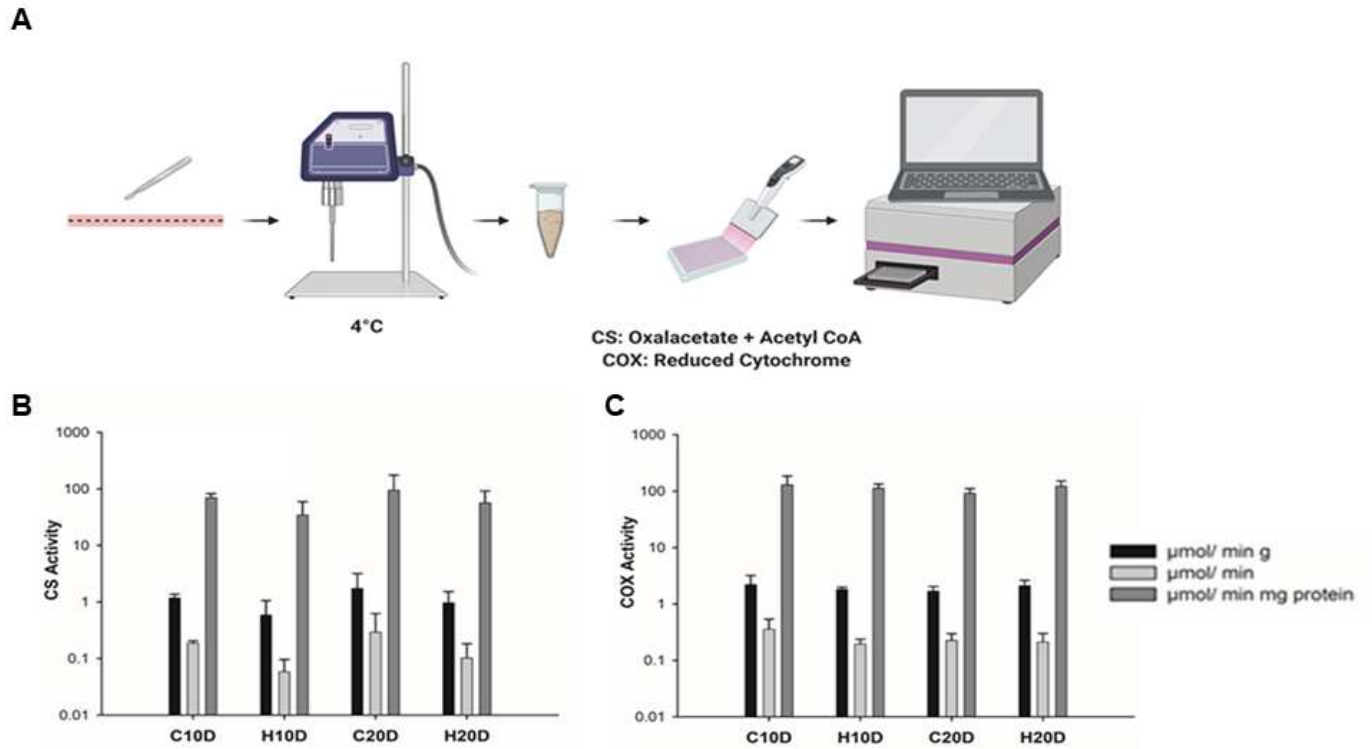 A
4°C
CS: Oxalacetate + Acetyl CoA
COX: Reduced Cytochrome
B
CS Activity
1000
100
10
1
0.1
0.01
C10D H10D C20D H20D
C
COX Activity
1000
100
10
1
0.1
0.01
C10D H10D C20D H20D
µmol/ min g
µmol/ min
µmol/ min mg protein